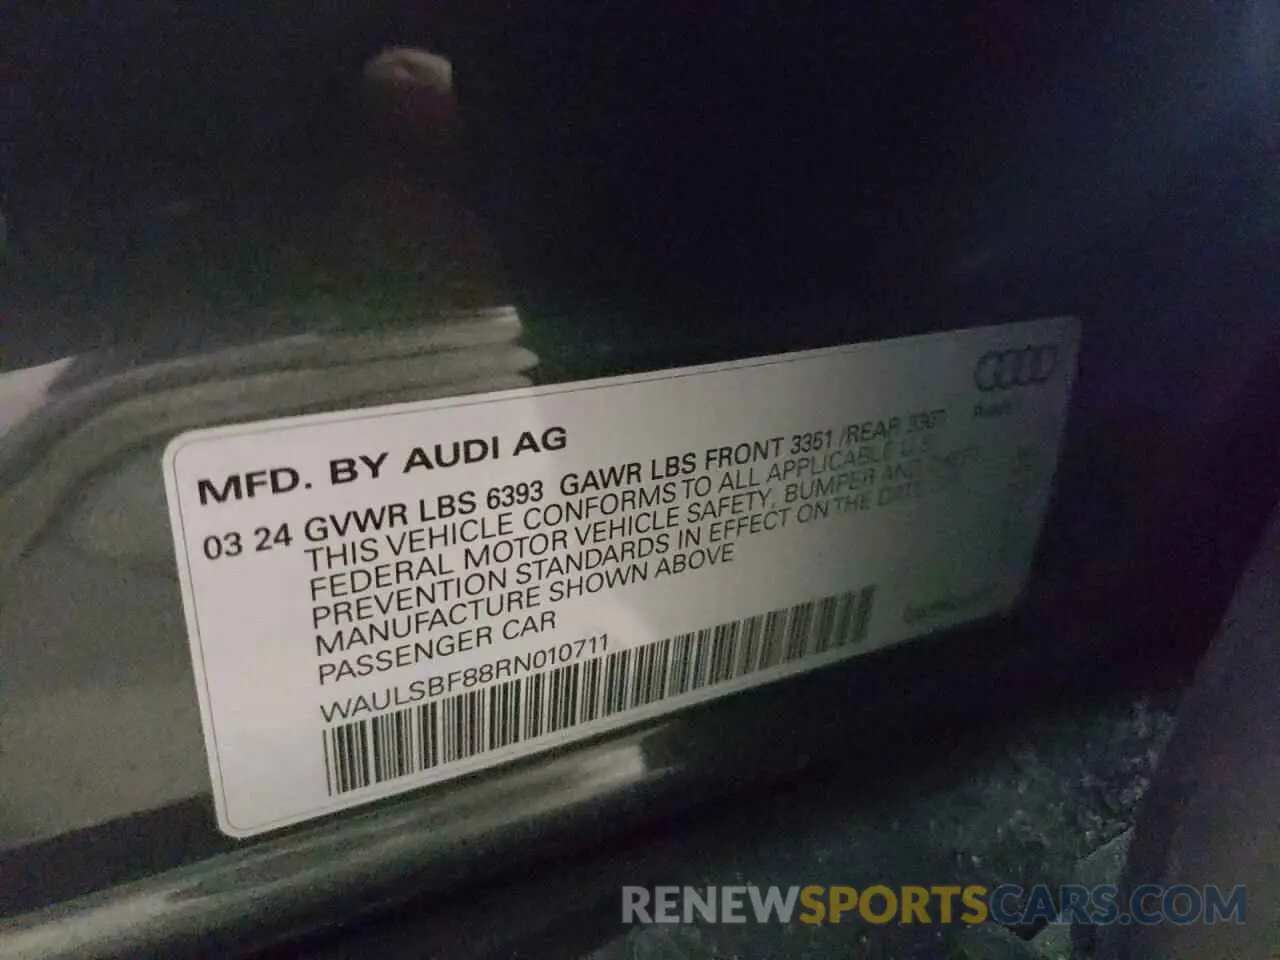 MFD. BY AUDI AG
03 24 GVWR LBS 6393 GAWR LBS FRONT 3351 /REAR
THIS VEHICLE CONFORMS TO ALL APPLICABLE U.S.
FEDERAL MOTOR VEHICLE SAFETY, BUMPER AND THEFT
PREVENTION STANDARDS IN EFFECT ON THE DATE
MANUFACTURE SHOWN ABOVE
PASSENGER CAR
WAULSBF88RN010711
RENEWSPORTSCARS.COM